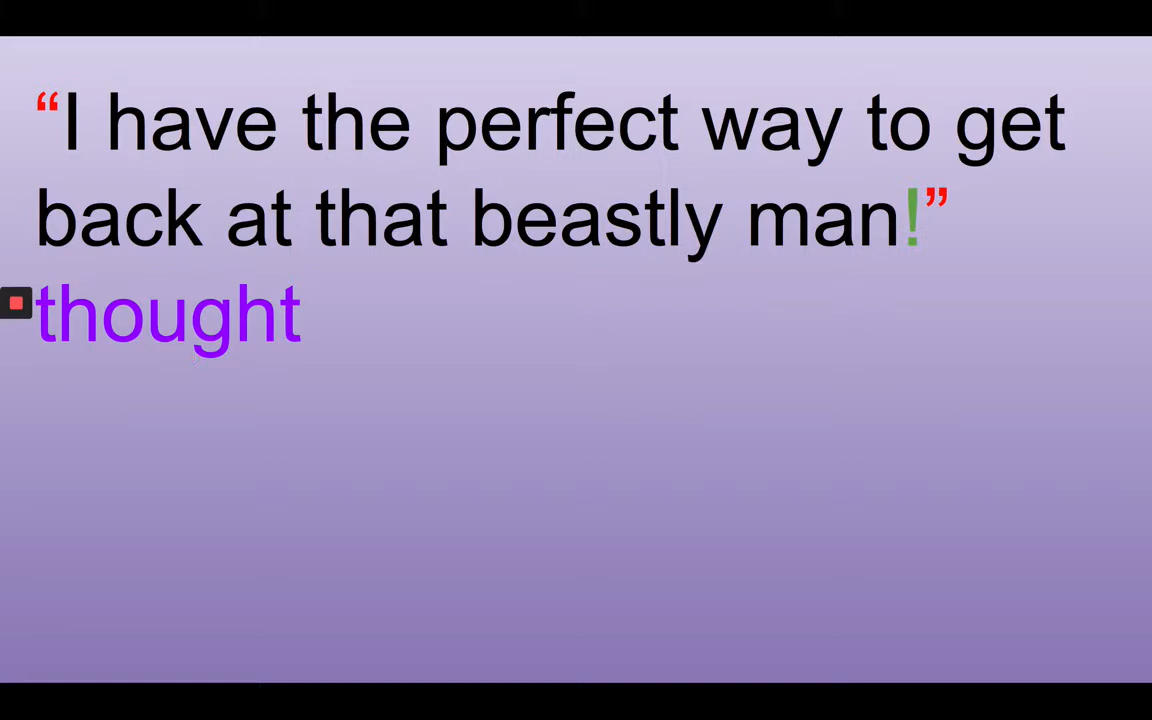 “I have the perfect way to get
back at that beastly man!”
thought